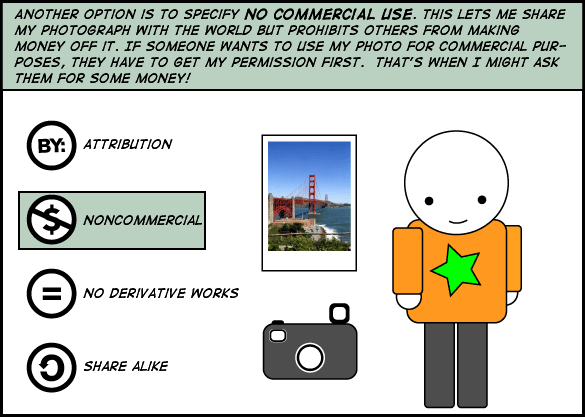 ANOTHER OPTION IS TO SPECIFY NO COMMERCIAL USE. THIS LETS ME SHARE
MY PHOTOGRAPH WITH THE WORLD BUT PROHIBITS OTHERS FROM MAKING
MONEY OFF IT. IF SOMEONE WANTS TO USE MY PHOTO FOR COMMERCIAL PUR-
POSES, THEY HAVE TO GET MY PERMISSION FIRST. THAT'S WHEN I MIGHT ASK
THEM FOR SOME MONEY!
BY: ATTRIBUTION
$ NONCOMMERCIAL
= NO DERIVATIVE WORKS
SHARE ALIKE